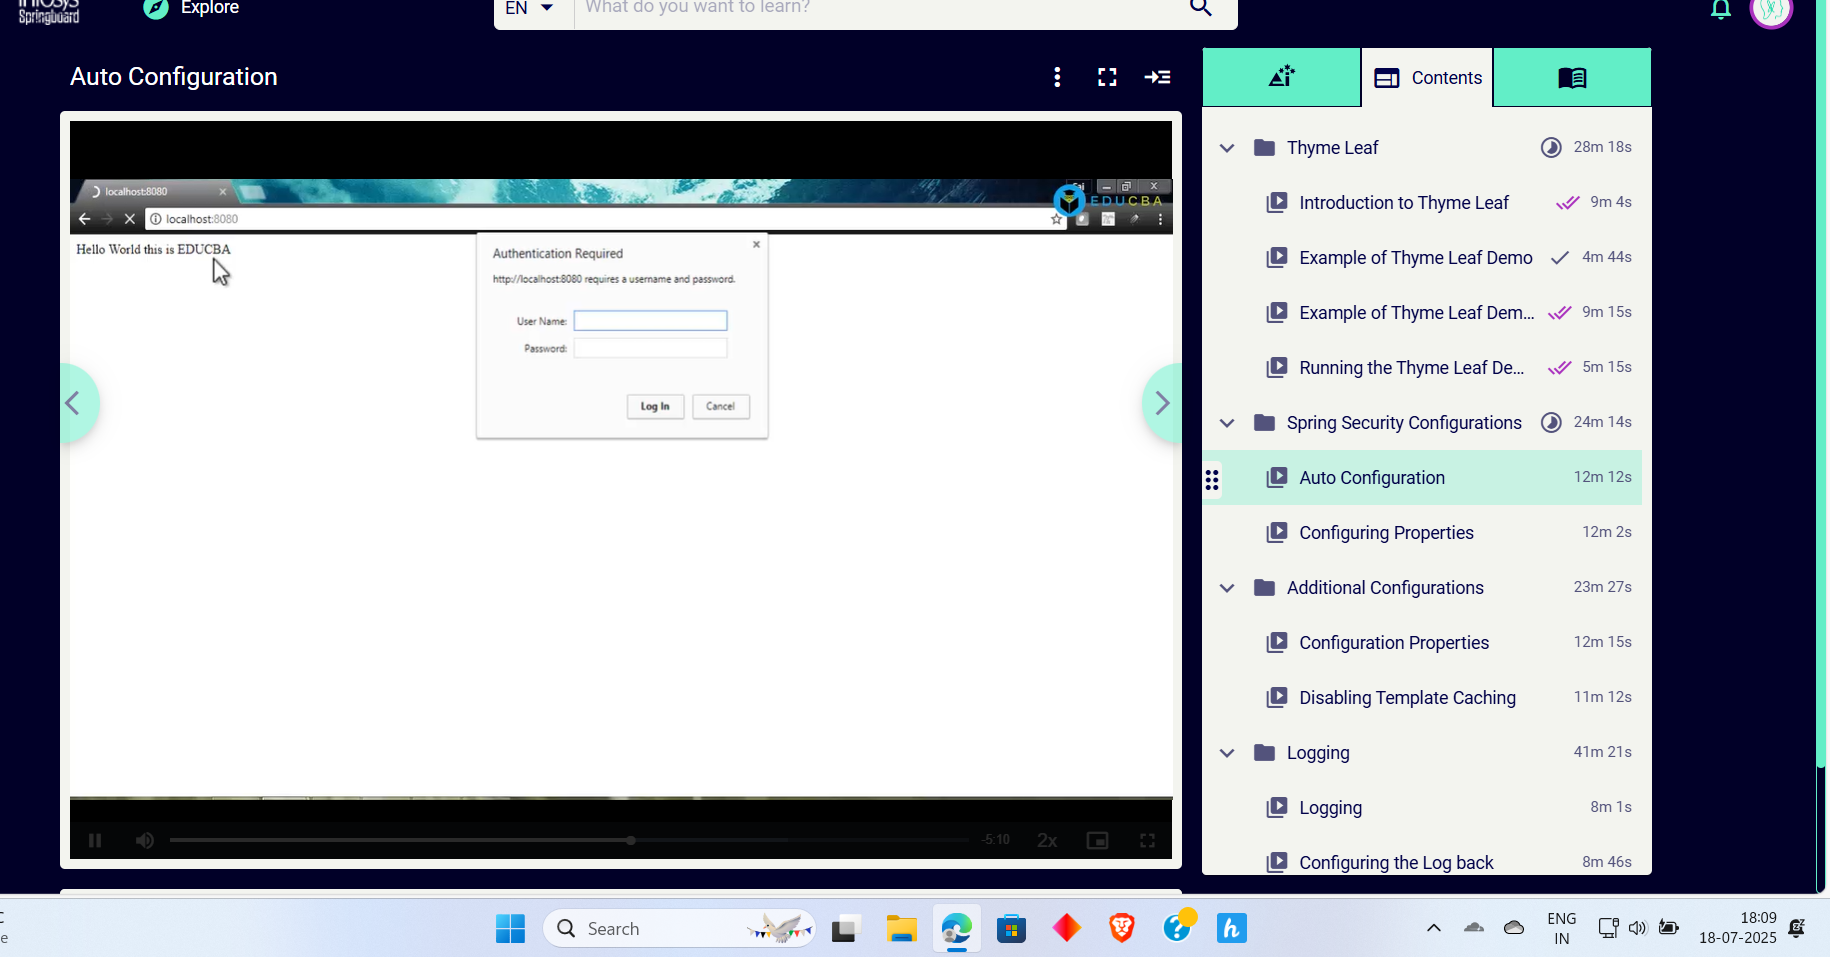 Infosys
Springboard
Explore
EN
What do you want to learn?
Auto Configuration
Contents
localhost:8080
localhost:8080
EDUCBA
Hello World this is EDUCBA
Authentication Required
http://localhost:8080 requires a username and password.
User Name:
Password:
Log In
Cancel
-5:10
2x
Thyme Leaf
28m 18s
Introduction to Thyme Leaf
9m 4s
Example of Thyme Leaf Demo
4m 44s
Example of Thyme Leaf Dem...
9m 15s
Running the Thyme Leaf De...
5m 15s
Spring Security Configurations
24m 14s
Auto Configuration
12m 12s
Configuring Properties
12m 2s
Additional Configurations
23m 27s
Configuration Properties
12m 15s
Disabling Template Caching
11m 12s
Logging
41m 21s
Logging
8m 1s
Configuring the Log back
8m 46s
Search
ENG
IN
18:09
18-07-2025